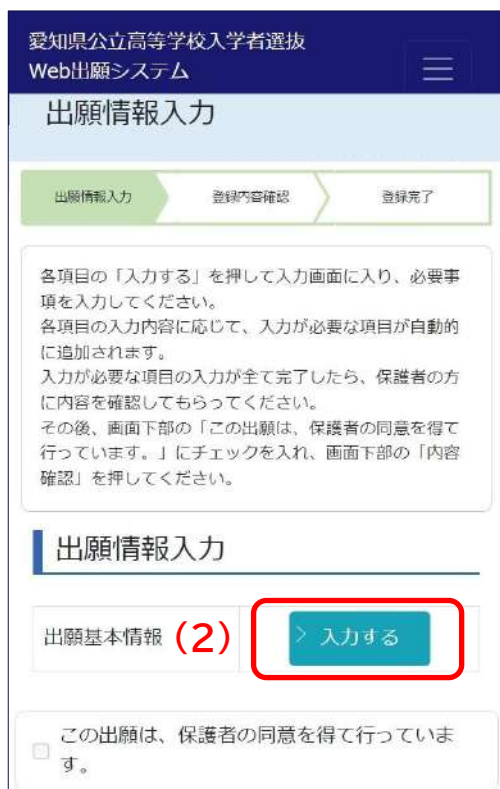 愛知県公立高等学校入学者選抜
Web出願システム
出願情報入力
出願情報入力
登録内容確認
登録完了
各項目の「入力する」を押して入力画面に入り、必要事
項を入力してください。
各項目の入力内容に応じて、入力が必要な項目が自動的
に追加されます。
入力が必要な項目の入力が全て完了したら、保護者の方
に内容を確認してもらってください。
その後、画面下部の「この出願は、保護者の同意を得て
行っています。」にチェックを入れ、画面下部の「内容
確認」を押してください。
出願情報入力
出願基本情報 (2) > 入力する
この出願は、保護者の同意を得て行っていま
す。